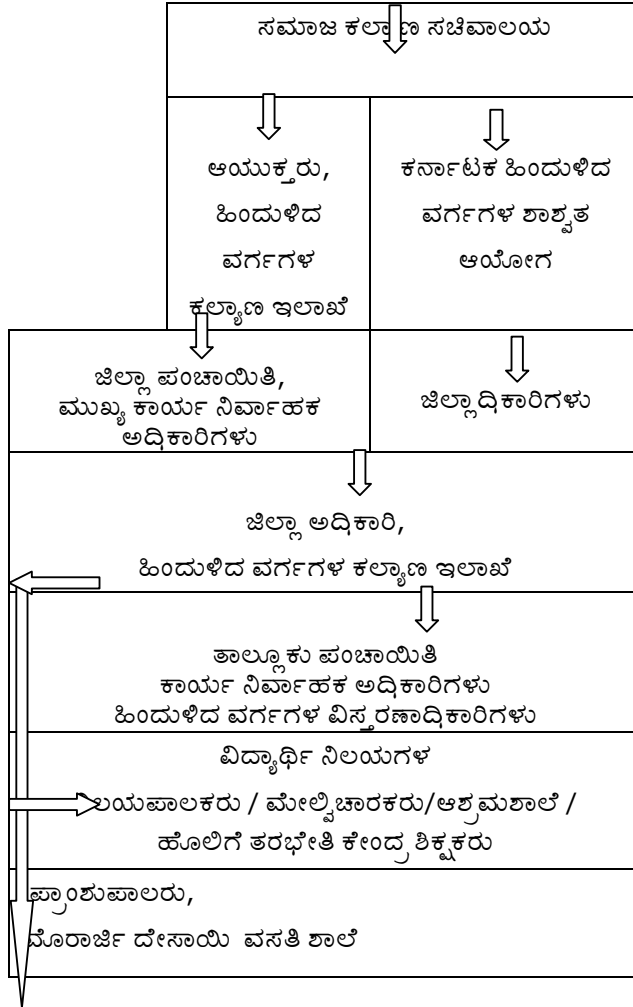 ಸಮಾಜ ಕಲ್ಯಾಣ ಸಚಿವಾಲಯ
ಆಯುಕ್ತರು,
ಹಿಂದುಳಿದ
ವರ್ಗಗಳ
ಕಲ್ಯಾಣ ಇಲಾಖೆ
ಕರ್ನಾಟಕ ಹಿಂದುಳಿದ
ವರ್ಗಗಳ ಶಾಶ್ವತ
ಆಯೋಗ
ಜಿಲ್ಲಾ ಪಂಚಾಯಿತಿ,
ಮುಖ್ಯ ಕಾರ್ಯ ನಿರ್ವಾಹಕ
ಅಧಿಕಾರಿಗಳು
ಜಿಲ್ಲಾಧಿಕಾರಿಗಳು
ಜಿಲ್ಲಾ ಅಧಿಕಾರಿ,
ಹಿಂದುಳಿದ ವರ್ಗಗಳ ಕಲ್ಯಾಣ ಇಲಾಖೆ
ತಾಲ್ಲೂಕು ಪಂಚಾಯಿತಿ
ಕಾರ್ಯ ನಿರ್ವಾಹಕ ಅಧಿಕಾರಿಗಳು
ಹಿಂದುಳಿದ ವರ್ಗಗಳ ವಿಸ್ತರಣಾಧಿಕಾರಿಗಳು
ವಿದ್ಯಾರ್ಥಿ ನಿಲಯಗಳ
ನಿಲಯಪಾಲಕರು / ಮೇಲ್ವಿಚಾರಕರು/ಆಶ್ರಮಶಾಲೆ /
ಹೊಲಿಗೆ ತರಭೇತಿ ಕೇಂದ್ರ ಶಿಕ್ಷಕರು
ಪ್ರಾಂಶುಪಾಲರು,
ಮೊರಾರ್ಜಿ ದೇಸಾಯಿ ವಸತಿ ಶಾಲೆ